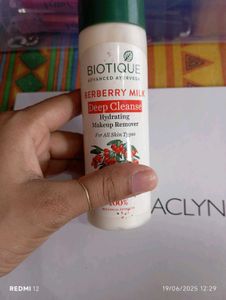 BIOTIQUE
ADVANCED AYURVEDA
BERBERRY MILK
Deep Cleanse
Hydrating
Makeup Remover
For All Skin Types
100%
ACLYN
REDMI 12
19/06/2025 12:29